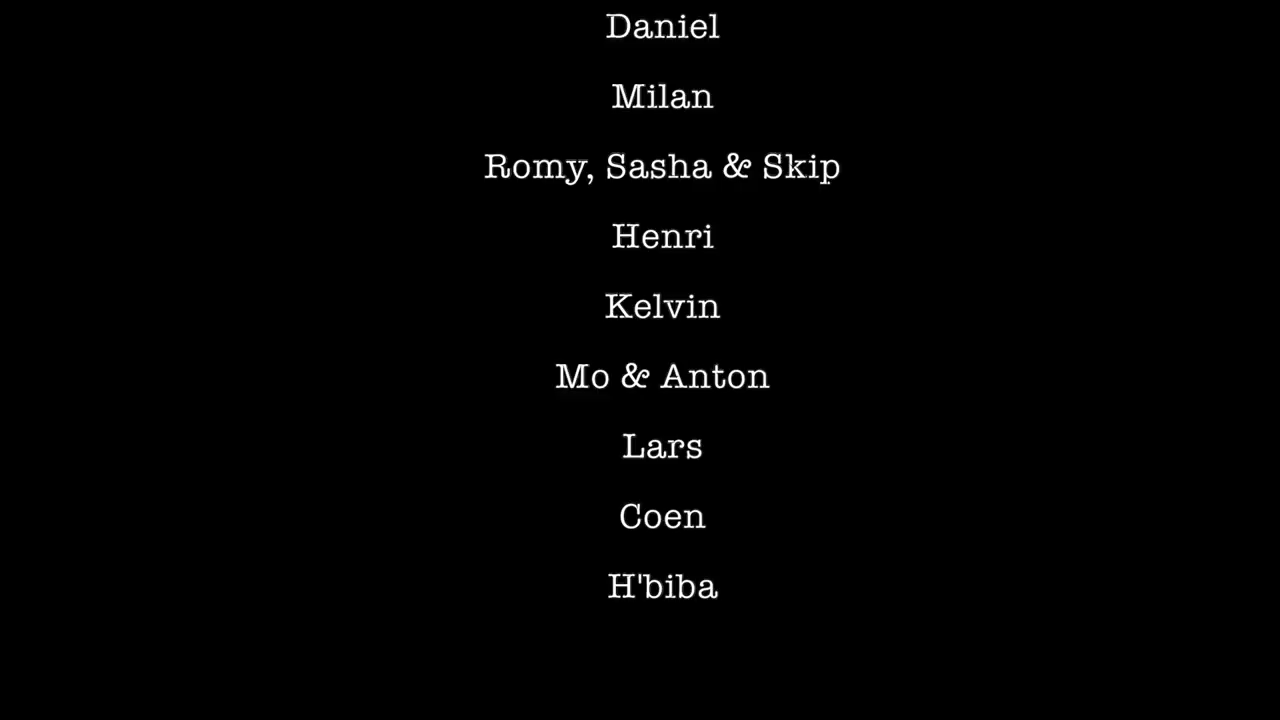 Daniel
Milan
Romy, Sasha & Skip
Henri
Kelvin
Mo & Anton
Lars
Coen
H'biba